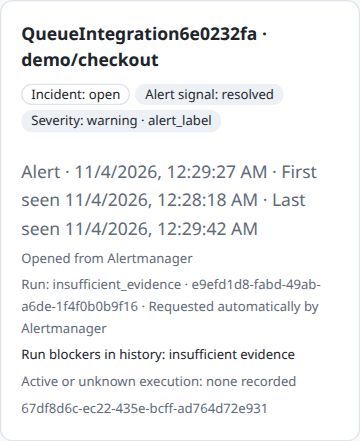 QueueIntegration6e0232fa ·
demo/checkout
Incident: open
Alert signal: resolved
Severity: warning · alert_label
Alert · 11/4/2026, 12:29:27 AM · First
seen 11/4/2026, 12:28:18 AM · Last
seen 11/4/2026, 12:29:42 AM
Opened from Alertmanager
Run: insufficient_evidence · e9efd1d8-fabd-49ab-
a6de-1f4f0b0b9f16 · Requested automatically by
Alertmanager
Run blockers in history: insufficient evidence
Active or unknown execution: none recorded
67df8d6c-ec22-435e-bcff-ad764d72e931